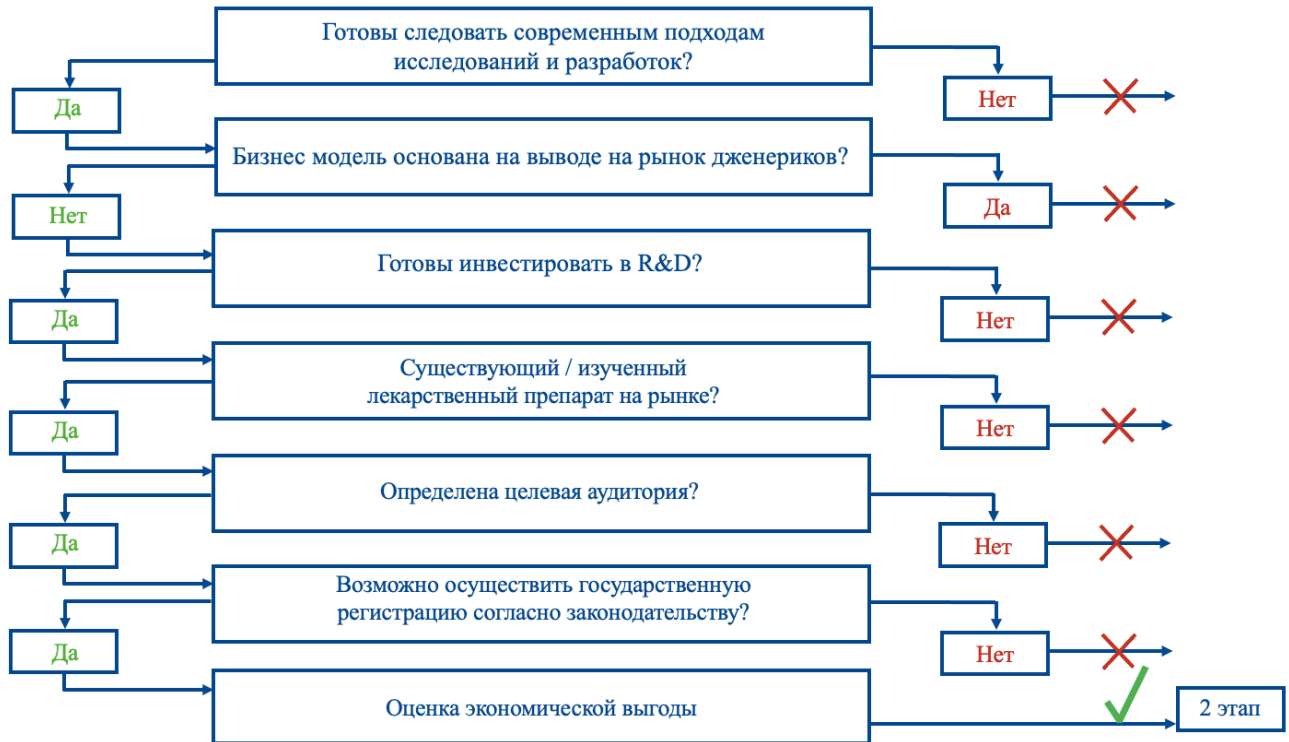 Готовы следовать современным подходам
исследований и разработок?
Да
Нет
Бизнес модель основана на выводе на рынок дженериков?
Нет
Да
Готовы инвестировать в R&D?
Да
Нет
Существующий / изученный
лекарственный препарат на рынке?
Да
Нет
Определена целевая аудитория?
Да
Нет
Возможно осуществить государственную
регистрацию согласно законодательству?
Да
Нет
Оценка экономической выгоды
2 этап